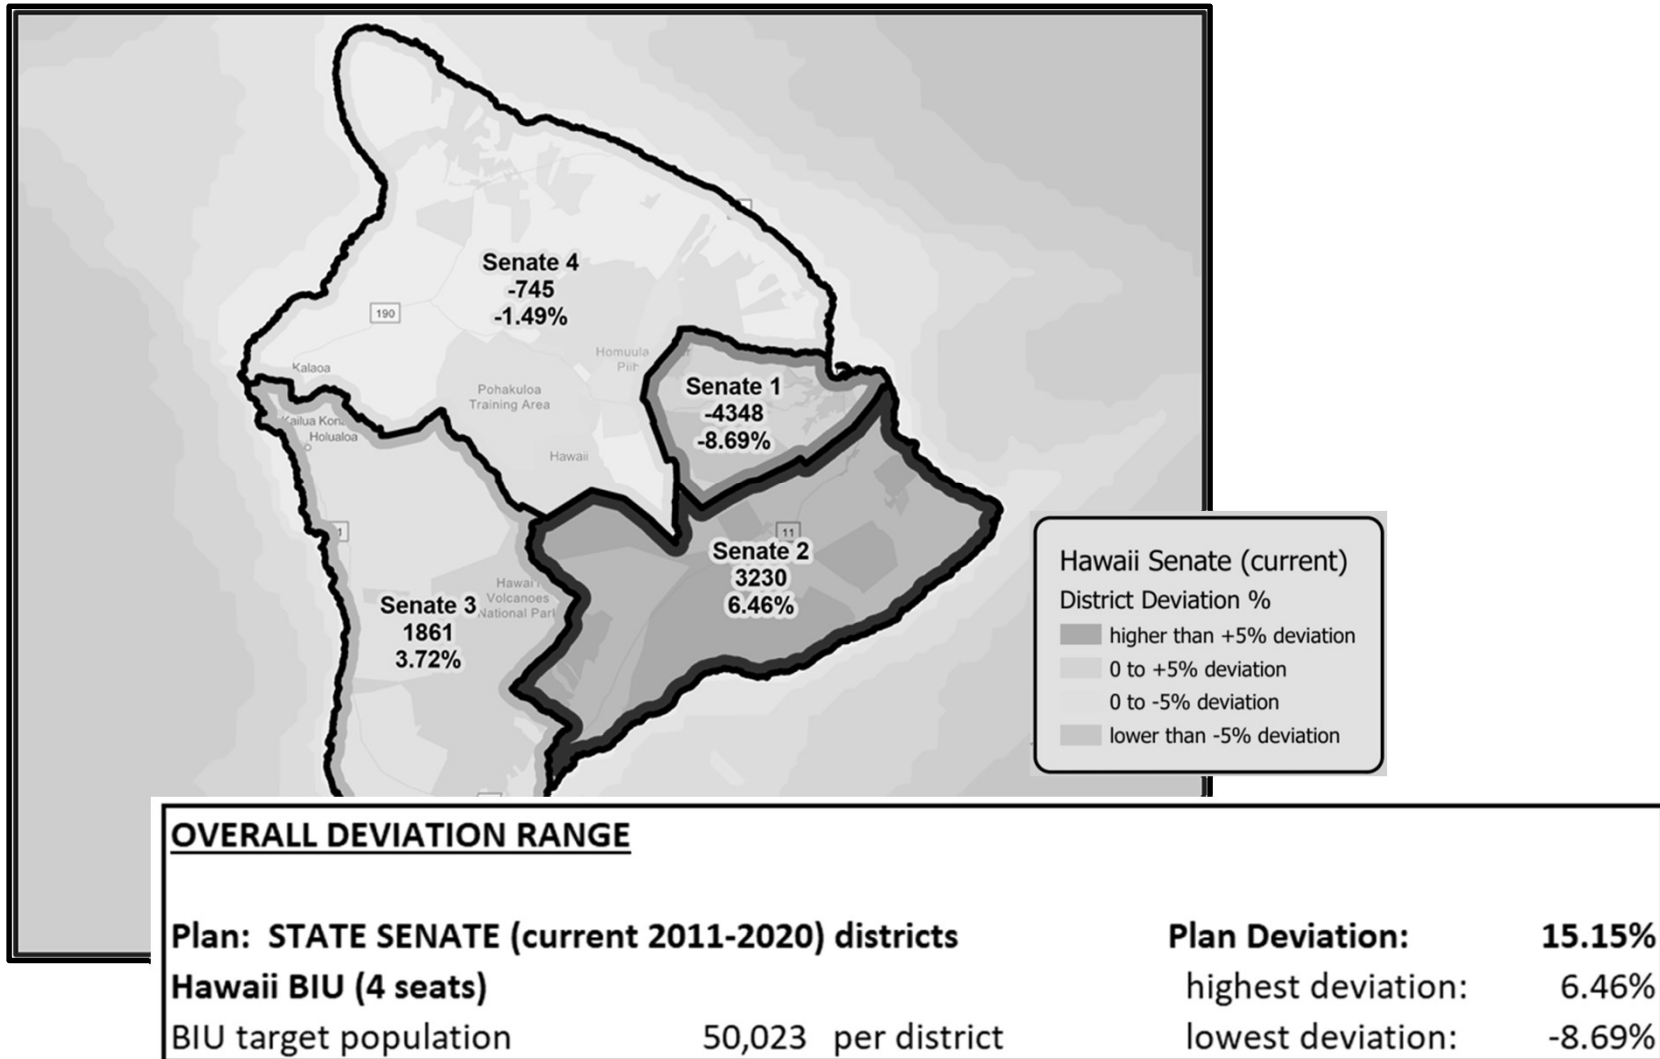 Senate 4
-745
-1.49%
190
Kalaoa
Homuula
Pohakuloa
Training Area
Senate 1
-4348
-8.69%
Kailua Kona
Holualoa
Hawaii
11
Senate 2
3230
6.46%
Hawai'i
Volcanoes
National Park
Senate 3
1861
3.72%
Hawaii Senate (current)
District Deviation %
higher than +5% deviation
0 to +5% deviation
0 to -5% deviation
lower than -5% deviation
OVERALL DEVIATION RANGE
Plan: STATE SENATE (current 2011-2020) districts Plan Deviation: 15.15%
Hawaii BIU (4 seats) highest deviation: 6.46%
BIU target population 50,023 per district lowest deviation: -8.69%